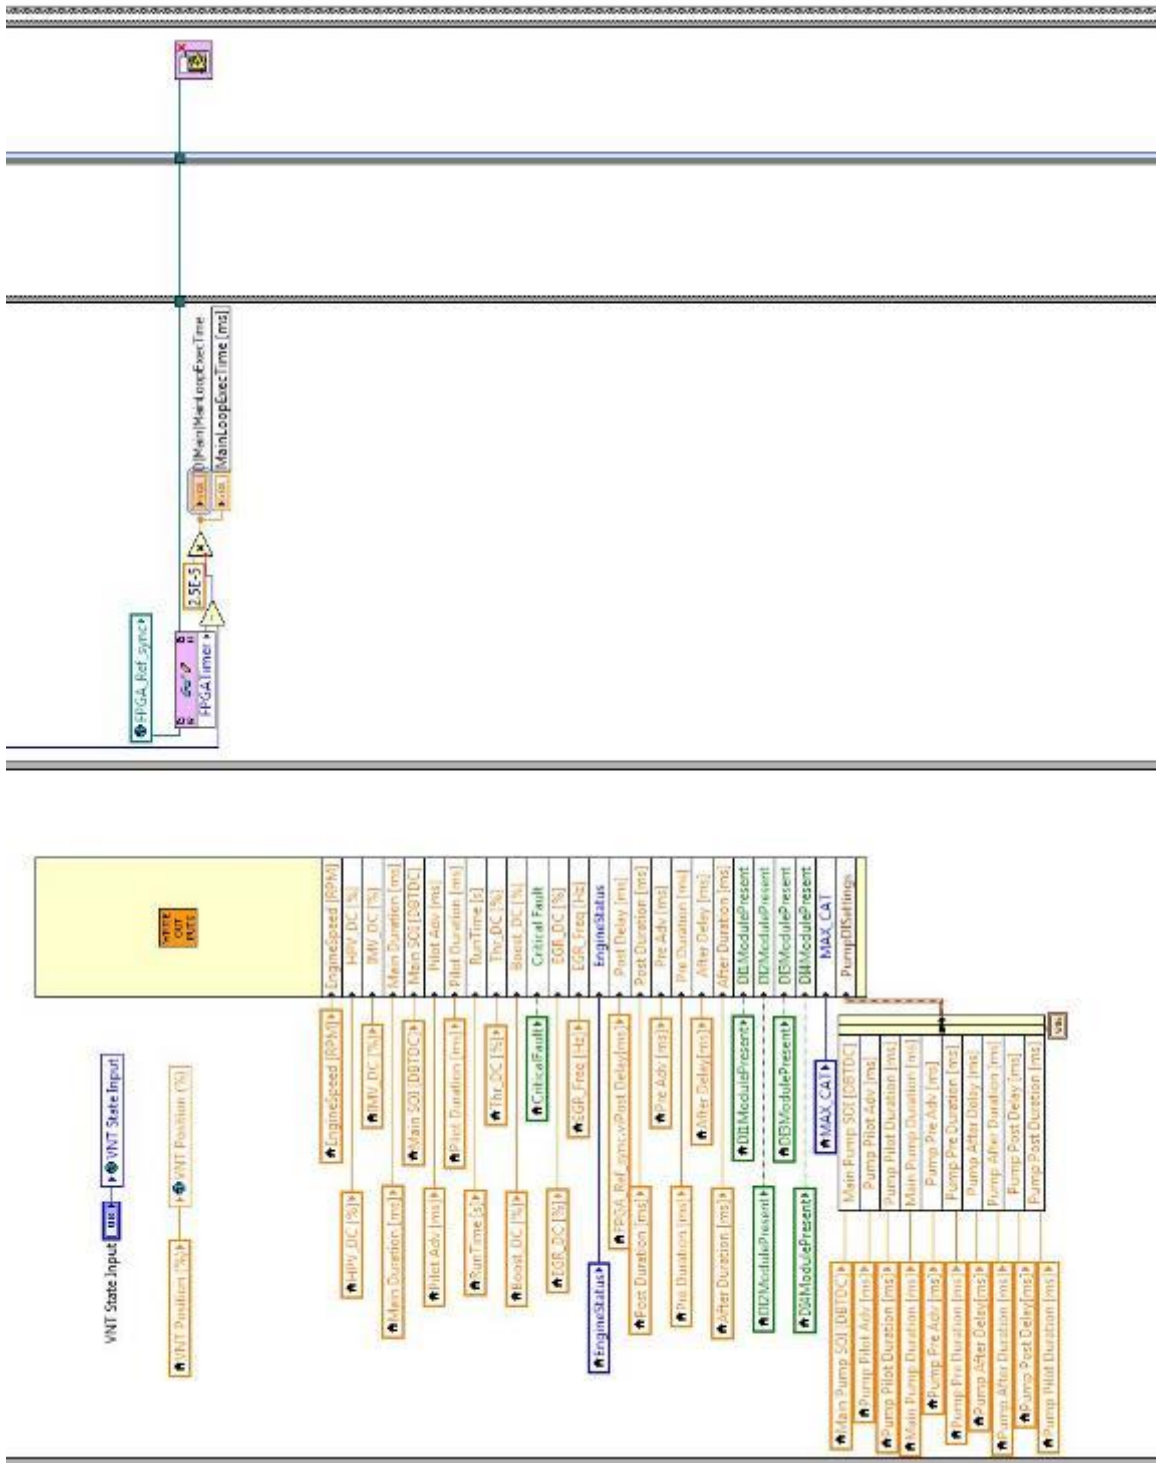 FPGA_Ref_sync
FPGATimer
2.5E-5
DI|Main|MainLoopExecTime
MainLoopExecTime [ms]
VNT State Input
VNT State Input
VNT Position (%)
VNT Position (%)
WRITE
OUT
PUTS
EngineSpeed [RPM]
HPV_DC [%]
IMV_DC [%]
Main Duration [ms]
Main SOI [DBTDC]
Pilot Adv [ms]
Pilot Duration [ms]
RunTime [s]
Thr_DC [%]
Boost_DC [%]
Critical Fault
EGR_DC [%]
EGR_Freq [Hz]
EngineStatus
Post Delay [ms]
Post Duration [ms]
Pre Adv [ms]
Pre Duration [ms]
After Delay [ms]
After Duration [ms]
DI1ModulePresent
DI2ModulePresent
DI3ModulePresent
DI4ModulePresent
MAX_CAT
PumpDISettings
EngineSpeed [RPM]
HPV_DC [%]
IMV_DC [%]
Main Duration [ms]
Main SOI [DBTDC]
Pilot Adv [ms]
Pilot Duration [ms]
RunTime [s]
Thr_DC [%]
Boost_DC [%]
CriticalFault
EGR_DC [%]
EGR_Freq [Hz]
EngineStatus
Post Duration [ms]
Pre Adv [ms]
Pre Duration [ms]
After Delay[ms]
After Duration [ms]
DI1ModulePresent
DI2ModulePresent
DI3ModulePresent
DI4ModulePresent
MAX_CAT
Main Pump SOI [DBTDC]
Pump Pilot Adv [ms]
Pump Pilot Duration [ms]
Main Pump Duration [ms]
Pump Pre Adv [ms]
Pump Pre Duration [ms]
Pump After Delay [ms]
Pump After Duration [ms]
Pump Post Delay [ms]
Pump Post Duration [ms]
Main Pump SOI [DBTDC]
Pump Pilot Adv [ms]
Pump Pilot Duration [ms]
Main Pump Duration [ms]
Pump Pre Adv [ms]
Pump Pre Duration [ms]
Pump After Delay[ms]
Pump After Duration [ms]
Pump Post Delay[ms]
Pump Pilot Duration [ms]